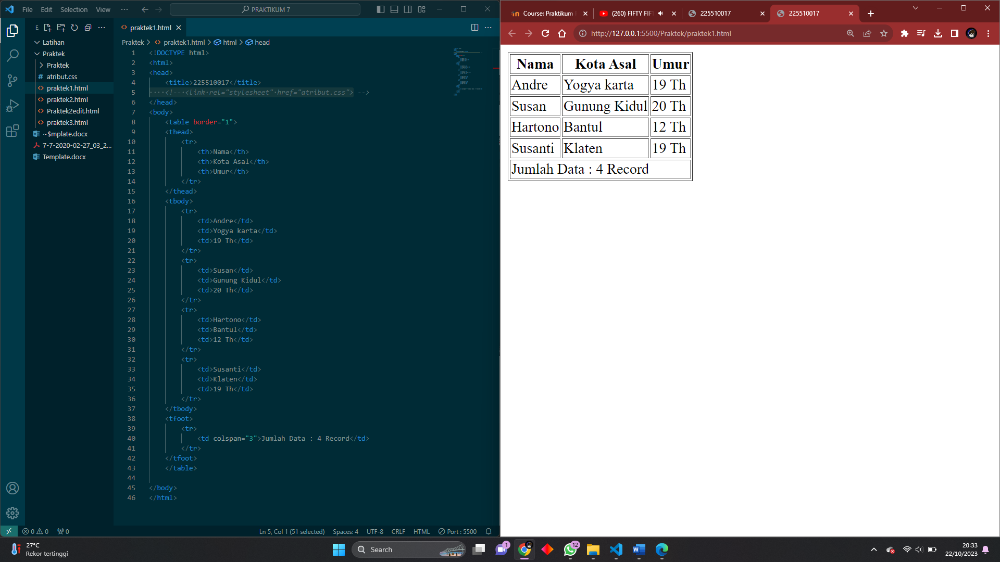 File Edit Selection View ··· PRAKTIKUM 7
E. ···
Latihan
Praktek
Praktek
# atribut.css
praktek1.html
praktek2.html
Praktek2edit.html
praktek3.html
~$mplate.docx
7-7-2020-02-27_03_2...
Template.docx
praktek1.html
Praktek > praktek1.html > html > head
1 <!DOCTYPE html>
2 <html>
3 <head>
4 <title>225510017</title>
5 ····<!--·<link·rel="stylesheet"·href="atribut.css"> -->
6 </head>
7 <body>
8 <table border="1">
9 <thead>
10 <tr>
11 <th>Nama</th>
12 <th>Kota Asal</th>
13 <th>Umur</th>
14 </tr>
15 </thead>
16 <tbody>
17 <tr>
18 <td>Andre</td>
19 <td>Yogya karta</td>
20 <td>19 Th</td>
21 </tr>
22 <tr>
23 <td>Susan</td>
24 <td>Gunung Kidul</td>
25 <td>20 Th</td>
26 </tr>
27 <tr>
28 <td>Hartono</td>
29 <td>Bantul</td>
30 <td>12 Th</td>
31 </tr>
32 <tr>
33 <td>Susanti</td>
34 <td>Klaten</td>
35 <td>19 Th</td>
36 </tr>
37 </tbody>
38 <tfoot>
39 <tr>
40 <td colspan="3">Jumlah Data : 4 Record</td>
41 </tr>
42 </tfoot>
43 </table>
44
45 </body>
46 </html>
0 0 0 Ln 5, Col 1 (51 selected) Spaces: 4 UTF-8 CRLF HTML Port : 5500
Course: Praktikum (260) FIFTY FIF 225510017 225510017
http://127.0.0.1:5500/Praktek/praktek1.html
Nama Kota Asal Umur
Andre Yogya karta 19 Th
Susan Gunung Kidul 20 Th
Hartono Bantul 12 Th
Susanti Klaten 19 Th
Jumlah Data : 4 Record
27°C
Rekor tertinggi
Search
1
12
20:33
22/10/2023